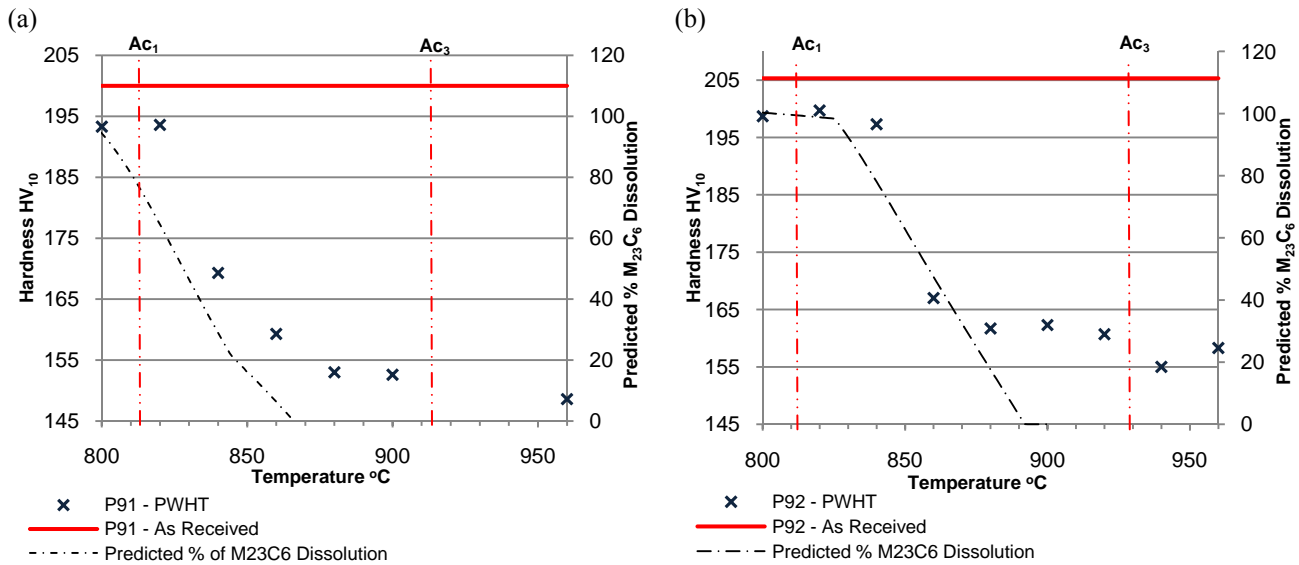 (a)
Ac₁
Ac₃
205
195
185
175
165
155
145
Hardness HV₁₀
120
100
80
60
40
20
0
Predicted % M₂₃C₆ Dissolution
800
850
900
950
Temperature ᵒC
P91 - PWHT
P91 - As Received
Predicted % of M23C6 Dissolution
(b)
Ac₁
Ac₃
205
195
185
175
165
155
145
Hardness HV₁₀
120
100
80
60
40
20
0
Predicted % M₂₃C₆ Dissolution
800
850
900
950
Temperature ᵒC
P92 - PWHT
P92 - As Received
Predicted % M23C6 Dissolution